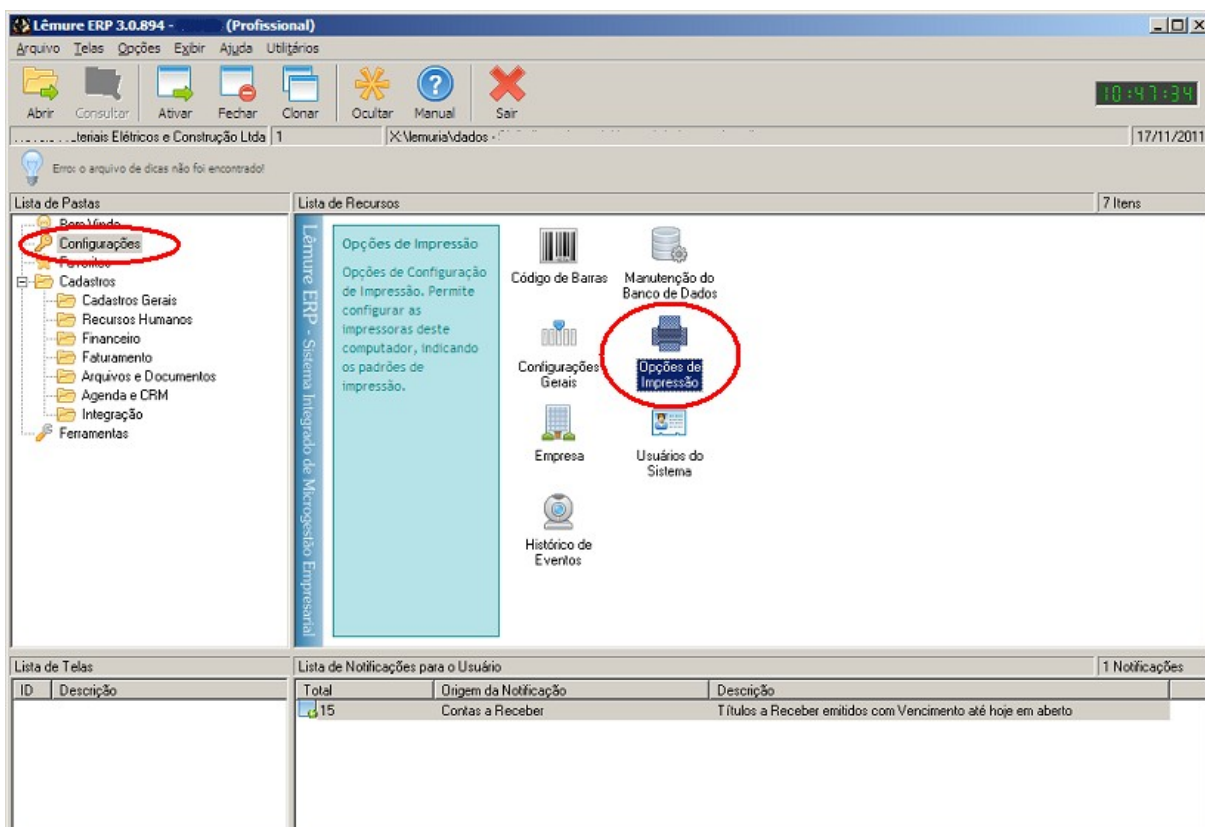 Lêmure ERP 3.0.894 - (Profissional)
Arquivo Telas Opções Exibir Ajuda Utilitários
Abrir Consultar Ativar Fechar Clonar Ocultar Manual Sair
10:47:34
Materiais Elétricos e Construção Ltda 1 X:\lemuria\dados - 17/11/2011
Erro: o arquivo de dicas não foi encontrado!
Lista de Pastas
Bem Vindo
Configurações
Favoritos
Cadastros
Cadastros Gerais
Recursos Humanos
Financeiro
Faturamento
Arquivos e Documentos
Agenda e CRM
Integração
Ferramentas
Lista de Recursos 7 Itens
Lêmure ERP - Sistema Integrado de Microgestão Empresarial
Opções de Impressão
Opções de Configuração
de Impressão. Permite
configurar as
impressoras deste
computador, indicando
os padrões de
impressão.
Código de Barras
Manutenção do
Banco de Dados
Configurações
Gerais
Opções de
Impressão
Empresa
Usuários do
Sistema
Histórico de
Eventos
Lista de Telas
ID Descrição
Lista de Notificações para o Usuário 1 Notificações
Total Origem da Notificação Descrição
15 Contas a Receber Títulos a Receber emitidos com Vencimento até hoje em aberto